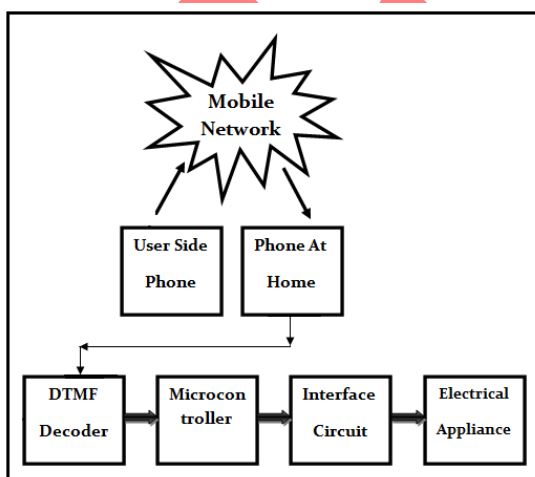 Mobile
Network
User Side
Phone
Phone At
Home
DTMF
Decoder
Microcon
troller
Interface
Circuit
Electrical
Appliance